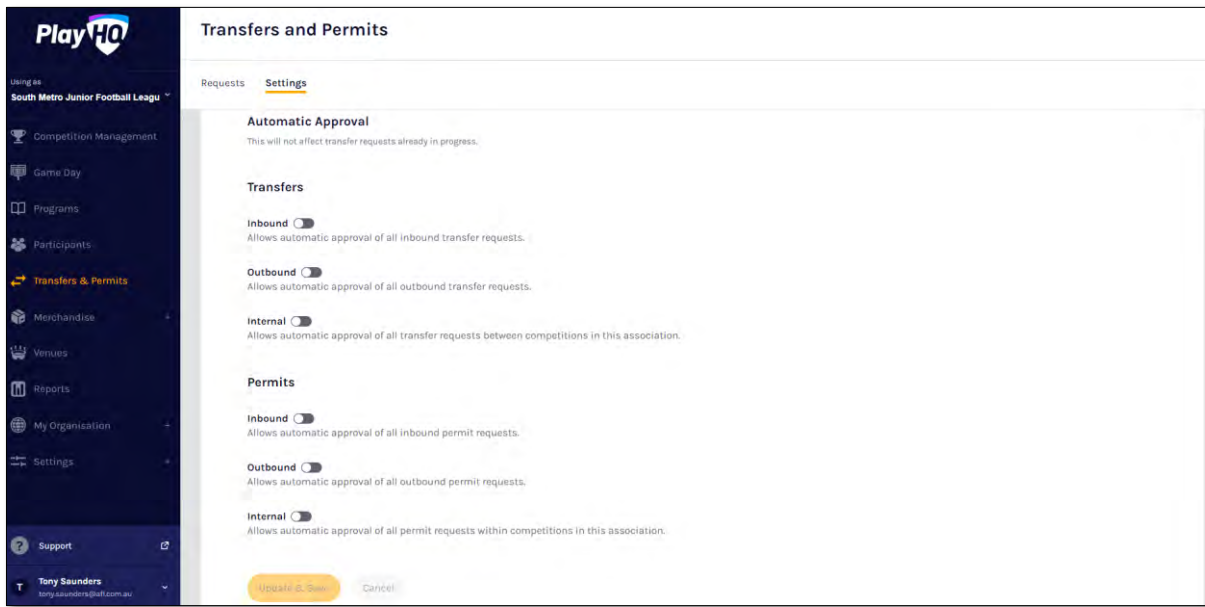 PlayHQ
Transfers and Permits
Using as
South Metro Junior Football Leagu
Requests Settings
Competition Management
Game Day
Programs
Participants
Transfers & Permits
Merchandise +
Venues
Reports
My Organisation +
Settings +
Support
T Tony Saunders
tony.saunders@afl.com.au
Automatic Approval
This will not affect transfer requests already in progress.
Transfers
Inbound
Allows automatic approval of all inbound transfer requests.
Outbound
Allows automatic approval of all outbound transfer requests.
Internal
Allows automatic approval of all transfer requests between competitions in this association.
Permits
Inbound
Allows automatic approval of all inbound permit requests.
Outbound
Allows automatic approval of all outbound permit requests.
Internal
Allows automatic approval of all permit requests within competitions in this association.
Update & Save Cancel